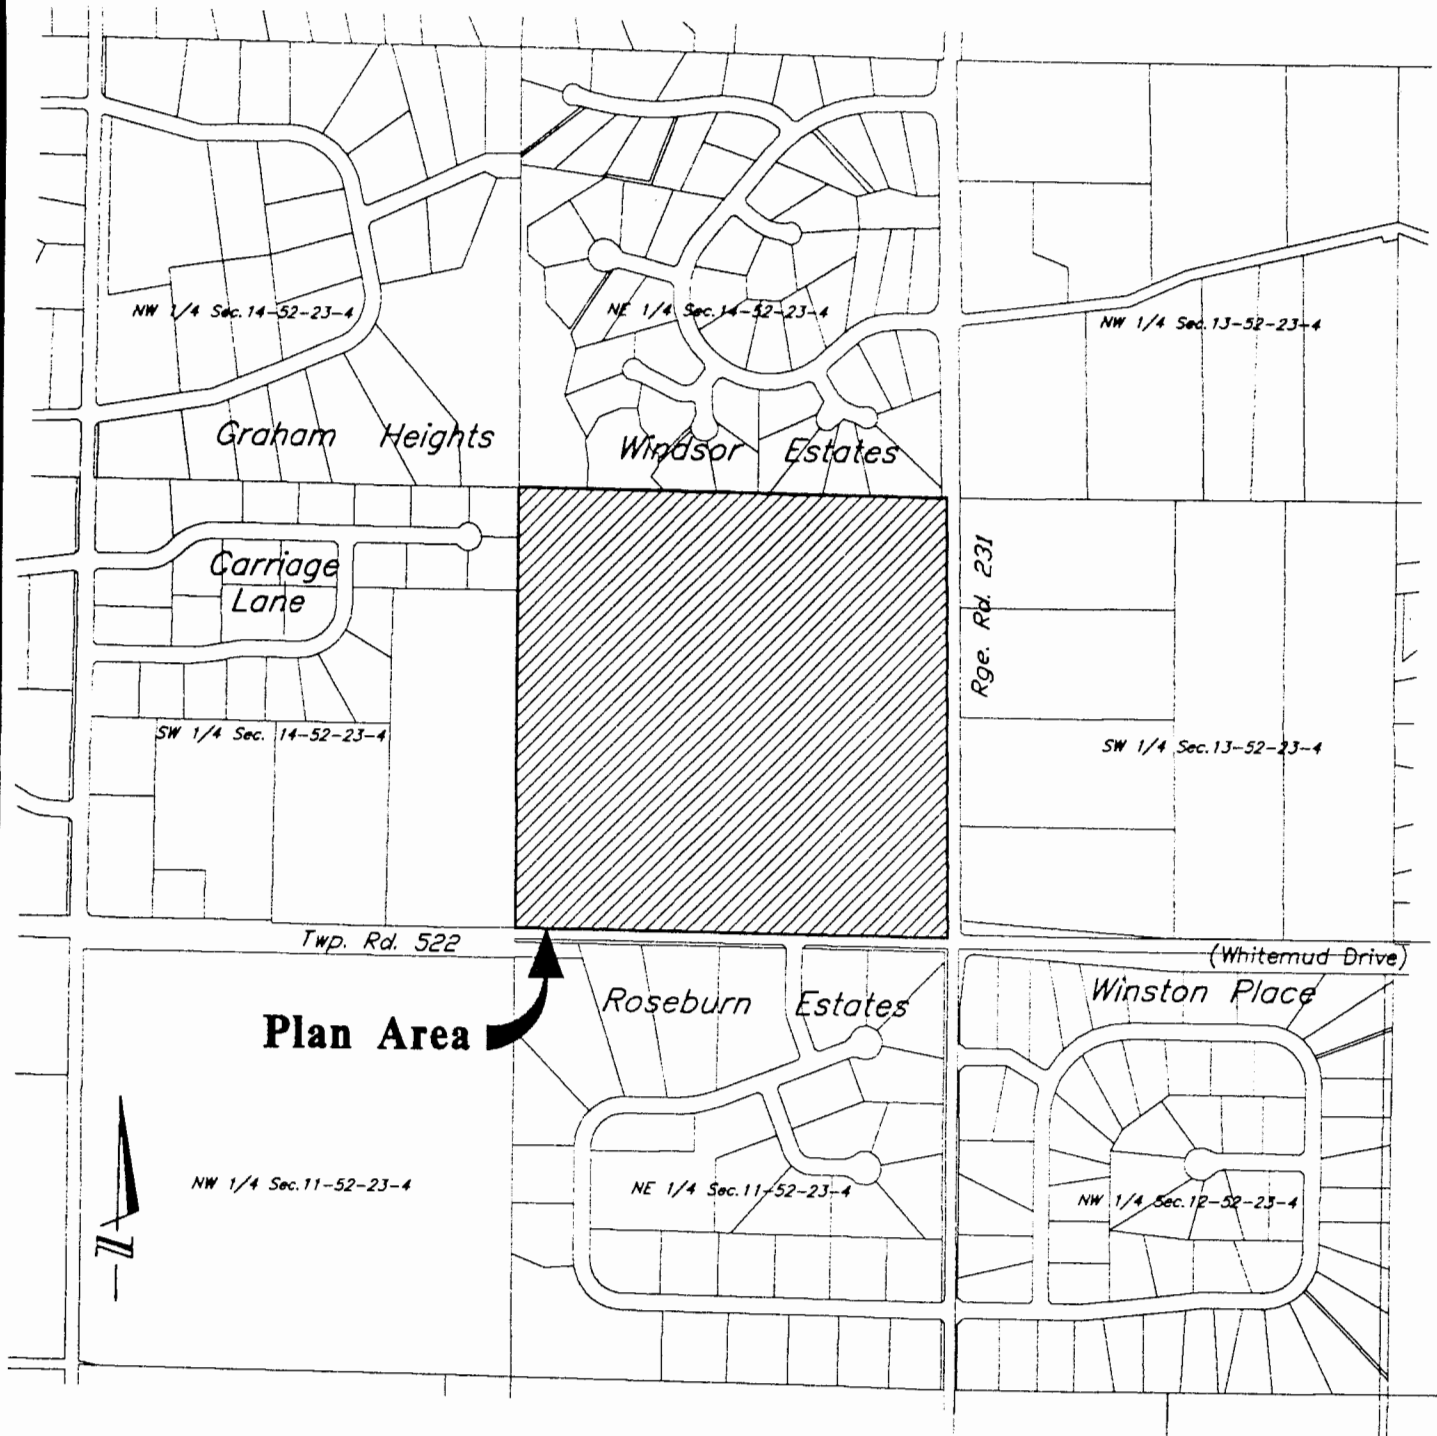 NW 1/4 Sec. 14-52-23-4
NE 1/4 Sec. 14-52-23-4
NW 1/4 Sec. 13-52-23-4
Graham Heights
Windsor Estates
Carriage
Lane
Rge. Rd. 231
SW 1/4 Sec. 14-52-23-4
SW 1/4 Sec. 13-52-23-4
Twp. Rd. 522
(Whitemud Drive)
Roseburn Estates
Winston Place
Plan Area
NW 1/4 Sec. 11-52-23-4
NE 1/4 Sec. 11-52-23-4
NW 1/4 Sec. 12-52-23-4
N